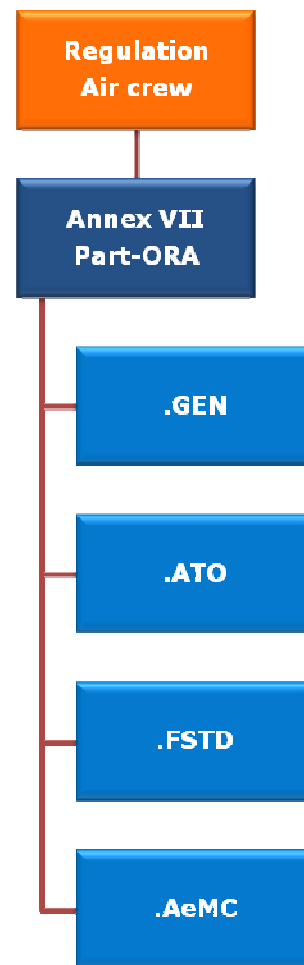 Regulation
Air crew
Annex VII
Part-ORA
.GEN
.ATO
.FSTD
.AeMC